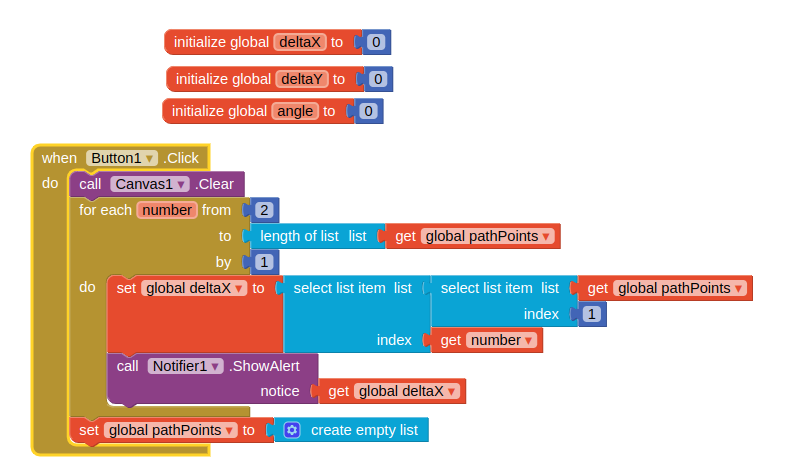 initialize global deltaX to 0
initialize global deltaY to 0
initialize global angle to 0
when Button1 .Click
do call Canvas1 .Clear
for each number from 2
to length of list list get global pathPoints
by 1
do set global deltaX to select list item list select list item list get global pathPoints
index 1
index get number
call Notifier1 .ShowAlert
notice get global deltaX
set global pathPoints to create empty list